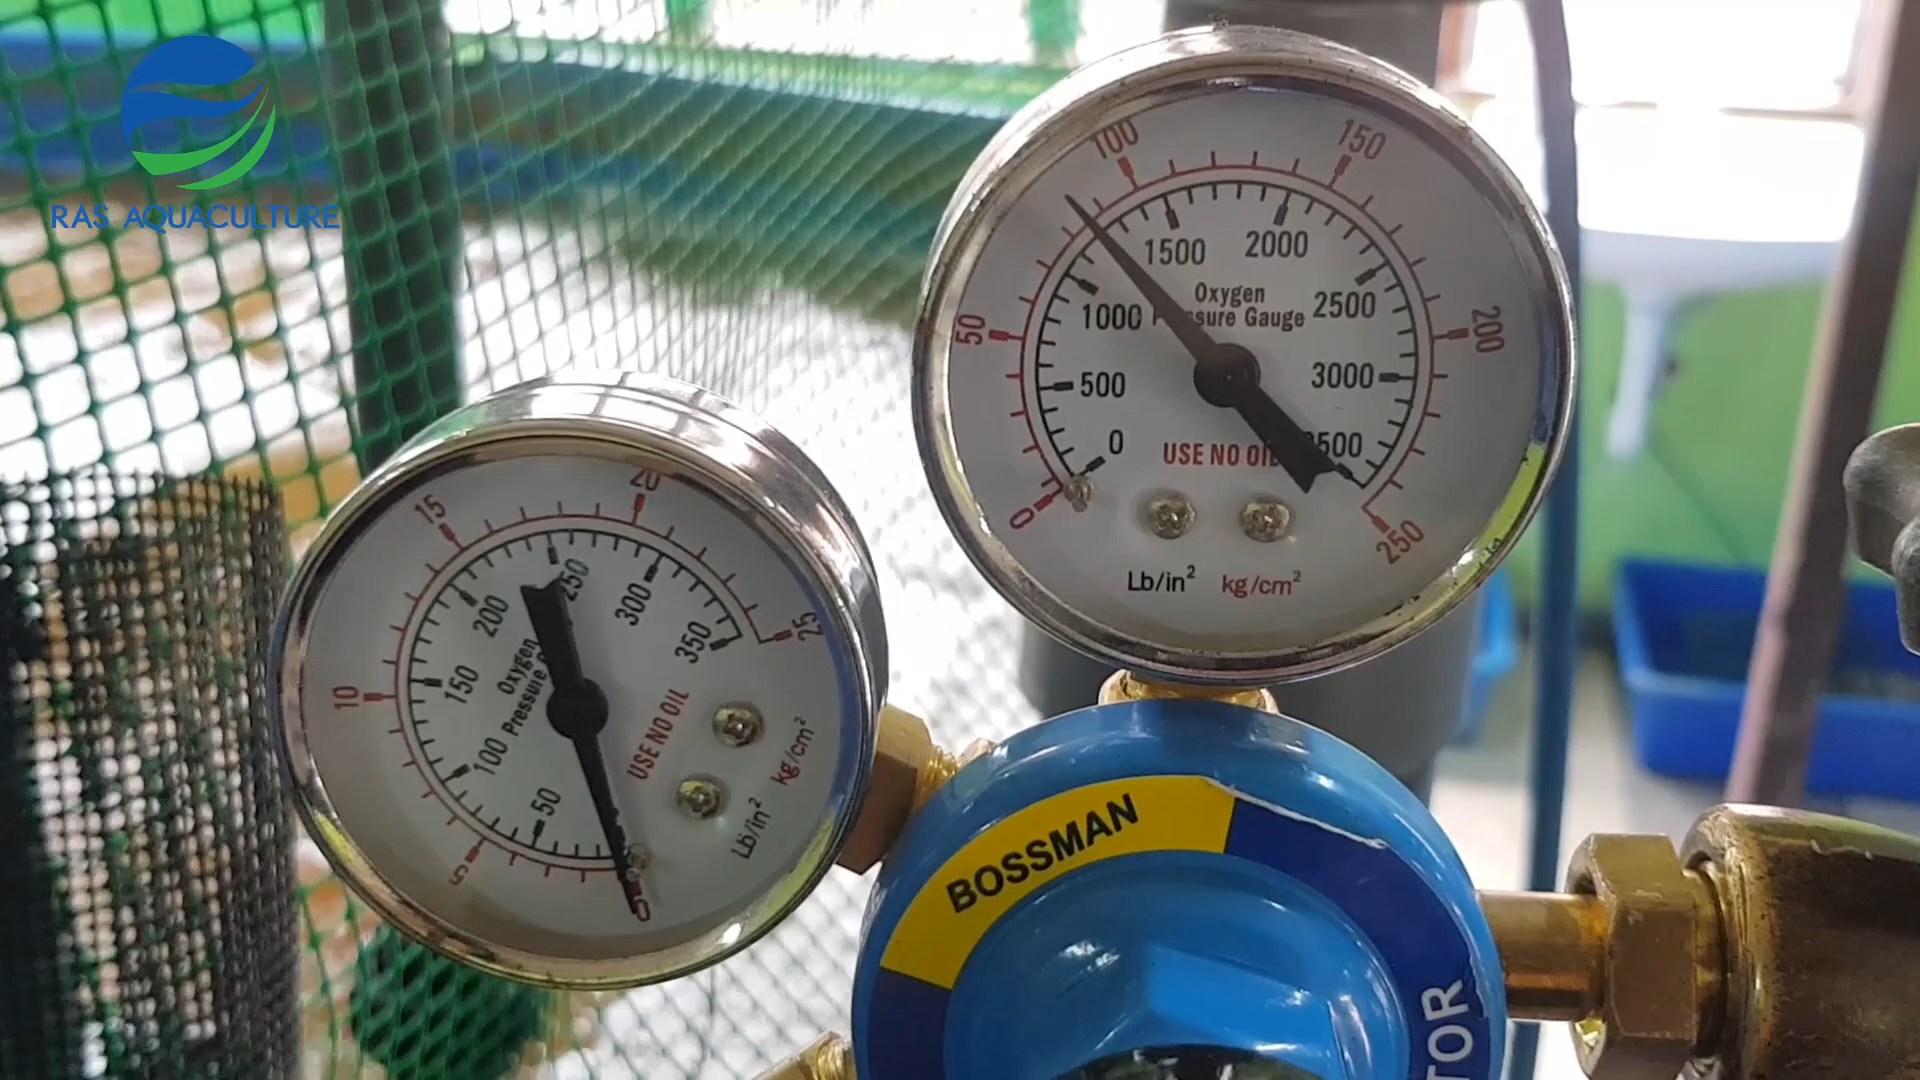 RAS AQUACULTURE
0
50
100
150
200
250
0
500
1000
1500
2000
2500
3000
Oxygen
USE NO OIL
Lb/in² kg/cm²
0
5
10
15
20
25
50
100
150
200
250
300
350
Oxygen
Pressure
USE NO OIL
Lb/in² kg/cm²
BOSSMAN